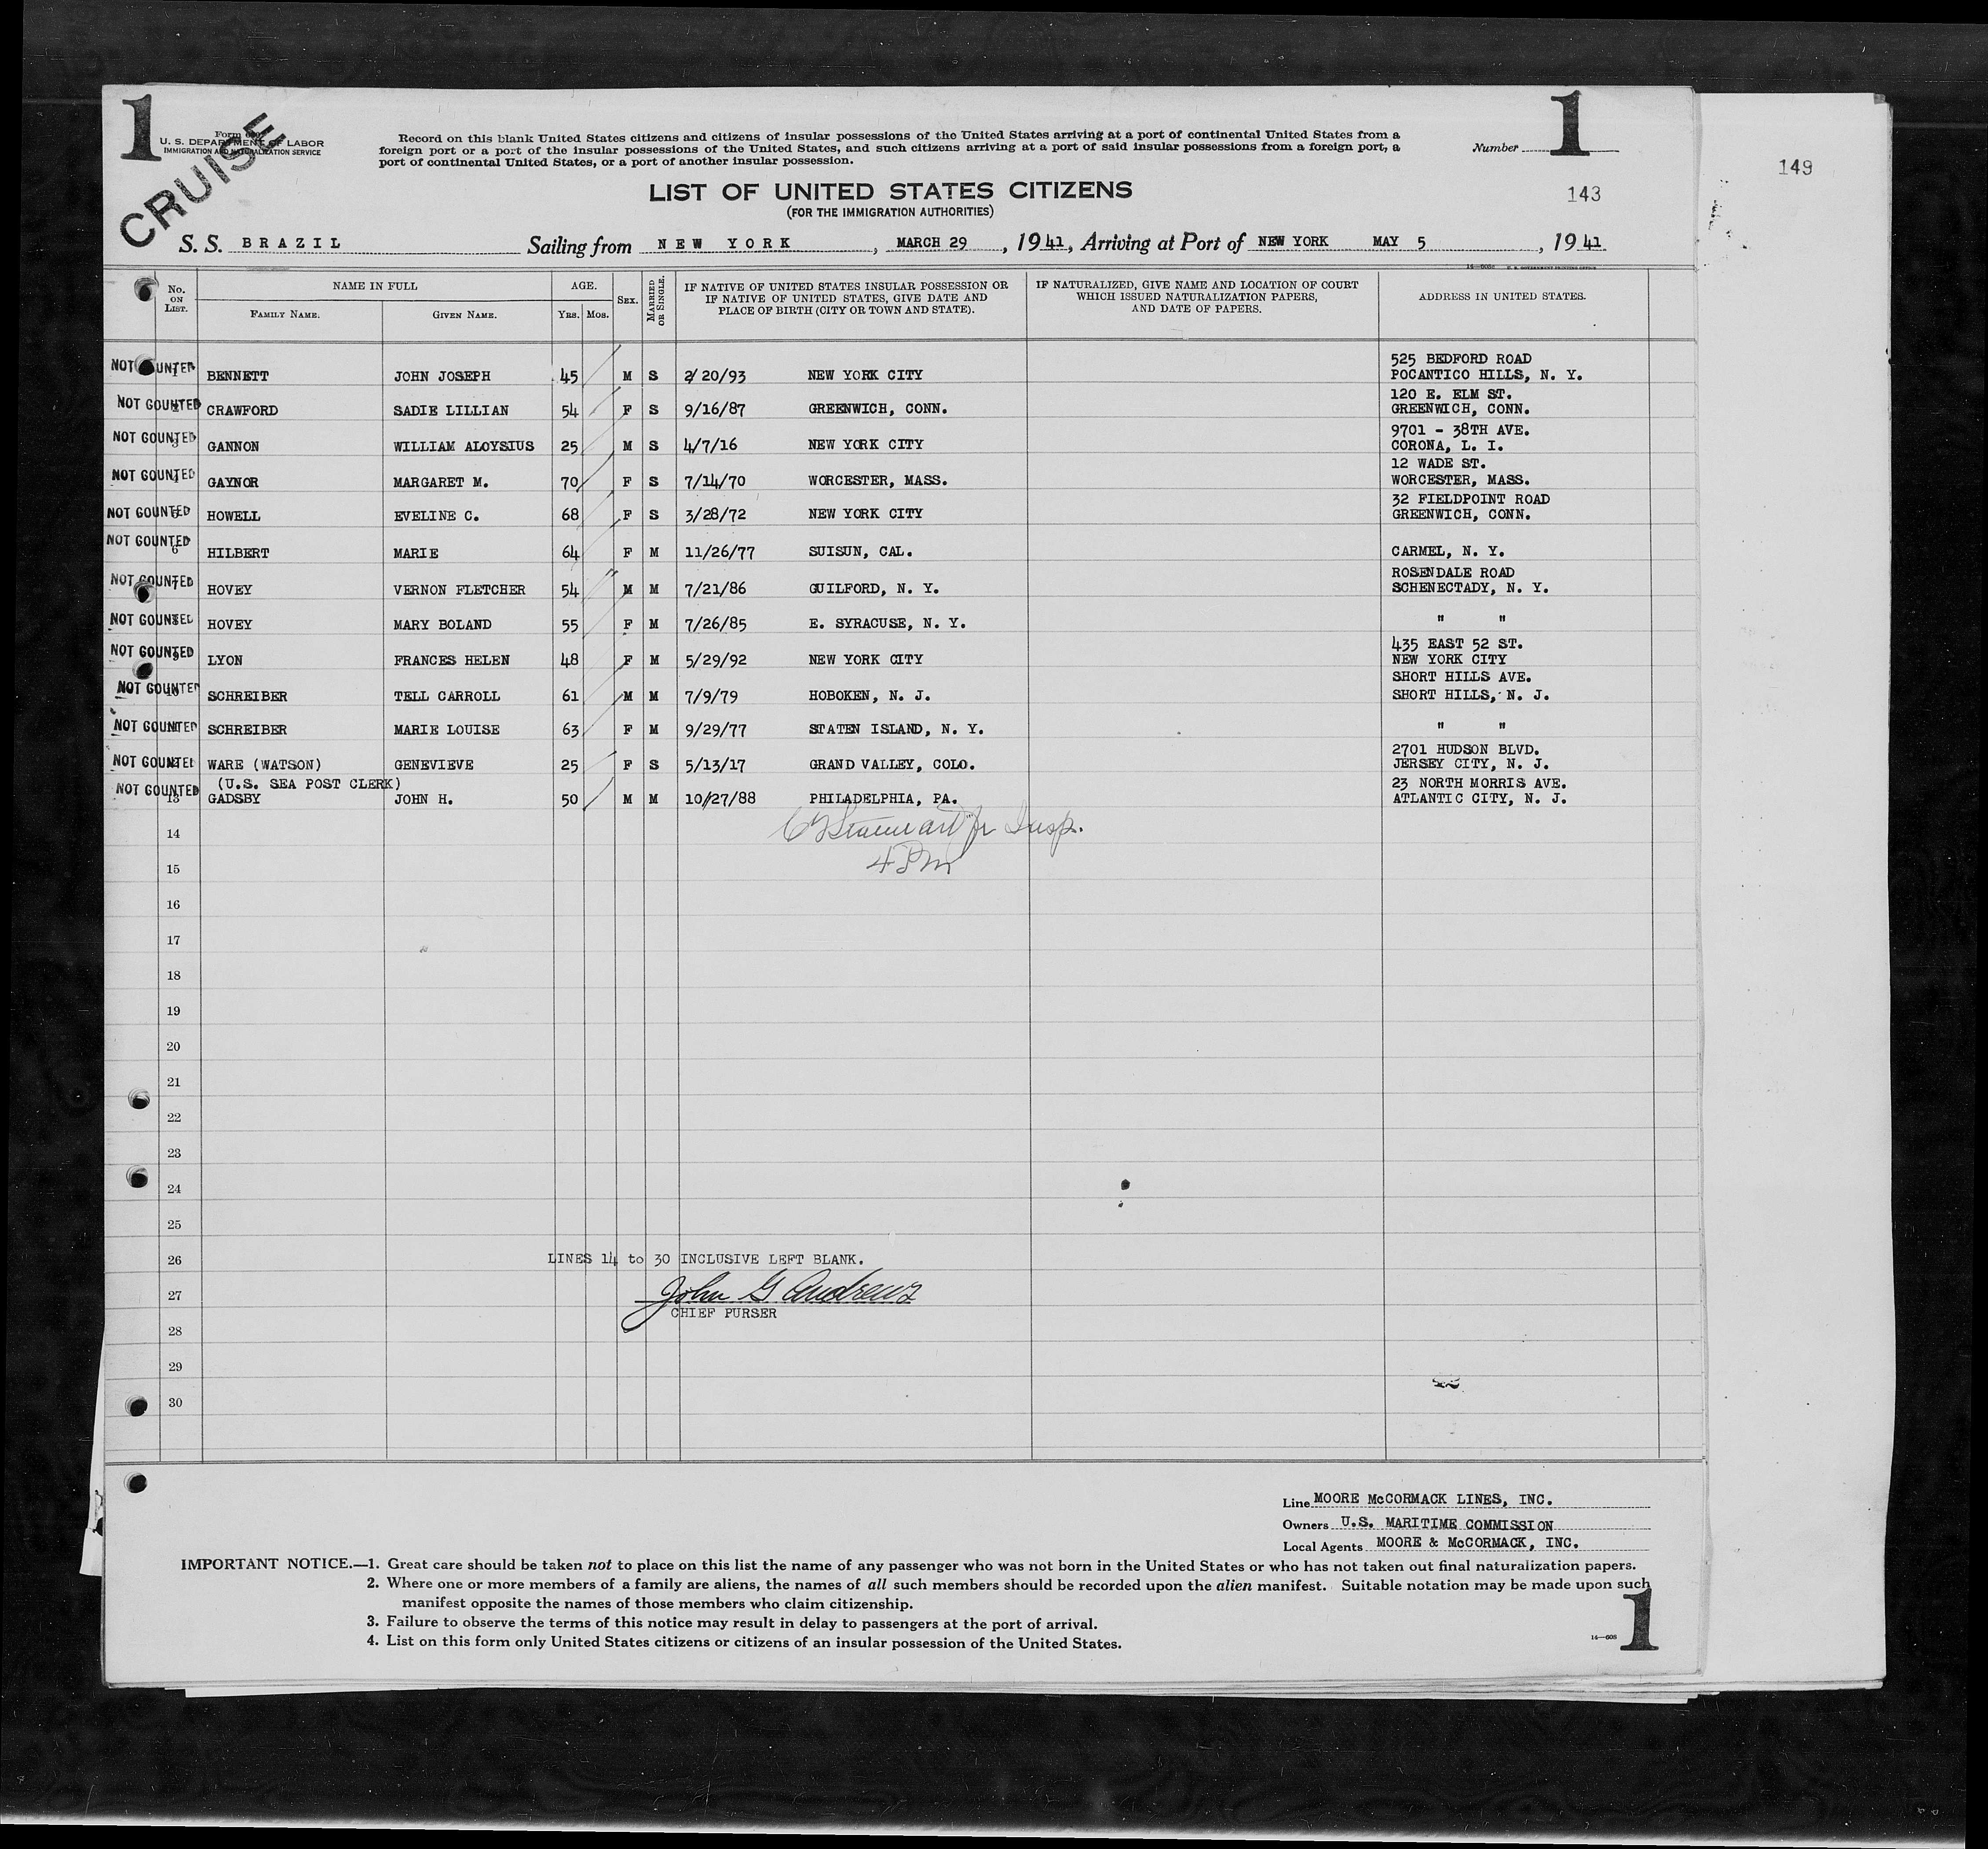 1
1
Form 630
U. S. DEPARTMENT OF LABOR
IMMIGRATION AND NATURALIZATION SERVICE
CRUISE
Record on this blank United States citizens and citizens of insular possessions of the United States arriving at a port of continental United States from a
foreign port or a port of the insular possessions of the United States, and such citizens arriving at a port of said insular possessions from a foreign port, a
port of continental United States, or a port of another insular possession.
Number
149
143
LIST OF UNITED STATES CITIZENS
(FOR THE IMMIGRATION AUTHORITIES)
S. S. BRAZIL Sailing from NEW YORK, MARCH 29, 1941, Arriving at Port of NEW YORK MAY 5, 1941
No. ON LIST. NAME IN FULL AGE. SEX. MARRIED OR SINGLE. IF NATIVE OF UNITED STATES INSULAR POSSESSION OR IF NATIVE OF UNITED STATES, GIVE DATE AND PLACE OF BIRTH (CITY OR TOWN AND STATE). IF NATURALIZED, GIVE NAME AND LOCATION OF COURT WHICH ISSUED NATURALIZATION PAPERS, AND DATE OF PAPERS. ADDRESS IN UNITED STATES.
FAMILY NAME. GIVEN NAME. YRS. MOS.
NOT COUNTED 1 BENNETT JOHN JOSEPH 45 M S 2/20/93 NEW YORK CITY 525 BEDFORD ROAD POCANTICO HILLS, N. Y.
NOT COUNTED 2 CRAWFORD SADIE LILLIAN 54 F S 9/16/87 GREENWICH, CONN. 120 E. ELM ST. GREENWICH, CONN.
NOT COUNTED 3 GANNON WILLIAM ALOYSIUS 25 M S 4/7/16 NEW YORK CITY 9701 - 38TH AVE. CORONA, L. I.
NOT COUNTED 4 GAYNOR MARGARET M. 70 F S 7/14/70 WORCESTER, MASS. 12 WADE ST. WORCESTER, MASS.
NOT COUNTED 5 HOWELL EVELINE C. 68 F S 3/28/72 NEW YORK CITY 32 FIELDPOINT ROAD GREENWICH, CONN.
NOT COUNTED 6 HILBERT MARIE 64 F M 11/26/77 SUISUN, CAL. CARMEL, N. Y.
NOT COUNTED 7 HOVEY VERNON FLETCHER 54 M M 7/21/86 GUILFORD, N. Y. ROSENDALE ROAD SCHENECTADY, N. Y.
NOT COUNTED 8 HOVEY MARY BOLAND 55 F M 7/26/85 E. SYRACUSE, N. Y. " "
NOT COUNTED 9 LYON FRANCES HELEN 48 F M 5/29/92 NEW YORK CITY 435 EAST 52 ST. NEW YORK CITY
NOT COUNTED 10 SCHREIBER TELL CARROLL 61 M M 7/9/79 HOBOKEN, N. J. SHORT HILLS AVE. SHORT HILLS, N. J.
NOT COUNTED 11 SCHREIBER MARIE LOUISE 63 F M 9/29/77 STATEN ISLAND, N. Y. " "
NOT COUNTED 12 WARE (WATSON) GENEVIEVE 25 F S 5/13/17 GRAND VALLEY, COLO. 2701 HUDSON BLVD. JERSEY CITY, N. J.
(U.S. SEA POST CLERK)
NOT COUNTED 13 GADSBY JOHN H. 50 M M 10/27/88 PHILADELPHIA, PA. 23 NORTH MORRIS AVE. ATLANTIC CITY, N. J.
14 Jr Insp.
15 4 PM
16
17
18
19
20
21
22
23
24
25
26 LINES 14 to 30 INCLUSIVE LEFT BLANK.
27 John G Andrews
CHIEF PURSER
28
29
30
Line MOORE McCORMACK LINES, INC.
Owners U.S. MARITIME COMMISSION
Local Agents MOORE & McCORMACK, INC.
IMPORTANT NOTICE.—1. Great care should be taken not to place on this list the name of any passenger who was not born in the United States or who has not taken out final naturalization papers.
2. Where one or more members of a family are aliens, the names of all such members should be recorded upon the alien manifest. Suitable notation may be made upon such
manifest opposite the names of those members who claim citizenship.
3. Failure to observe the terms of this notice may result in delay to passengers at the port of arrival.
4. List on this form only United States citizens or citizens of an insular possession of the United States.
14—608
1